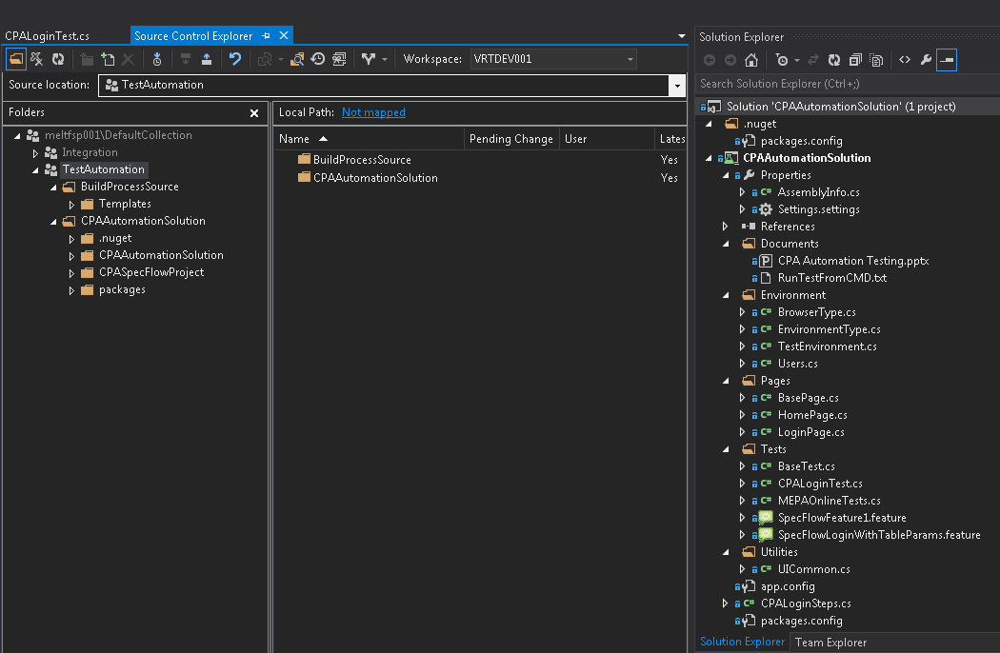 CPALoginTest.cs
Source Control Explorer
Workspace: VRTDEV001
Source location: TestAutomation
Folders
meltfsp001\DefaultCollection
Integration
TestAutomation
BuildProcessSource
Templates
CPAAutomationSolution
.nuget
CPAAutomationSolution
CPASpecFlowProject
packages
Local Path: Not mapped
Name Pending Change User Lates
BuildProcessSource Yes
CPAAutomationSolution Yes
Solution Explorer
Search Solution Explorer (Ctrl+;)
Solution 'CPAAutomationSolution' (1 project)
.nuget
packages.config
CPAAutomationSolution
Properties
C# AssemblyInfo.cs
Settings.settings
References
Documents
P CPA Automation Testing.pptx
RunTestFromCMD.txt
Environment
C# BrowserType.cs
C# EnvironmentType.cs
C# TestEnvironment.cs
C# Users.cs
Pages
C# BasePage.cs
C# HomePage.cs
C# LoginPage.cs
Tests
C# BaseTest.cs
C# CPALoginTest.cs
C# MEPAOnlineTests.cs
SpecFlowFeature1.feature
SpecFlowLoginWithTableParams.feature
Utilities
C# UICommon.cs
app.config
C# CPALoginSteps.cs
packages.config
Solution Explorer Team Explorer